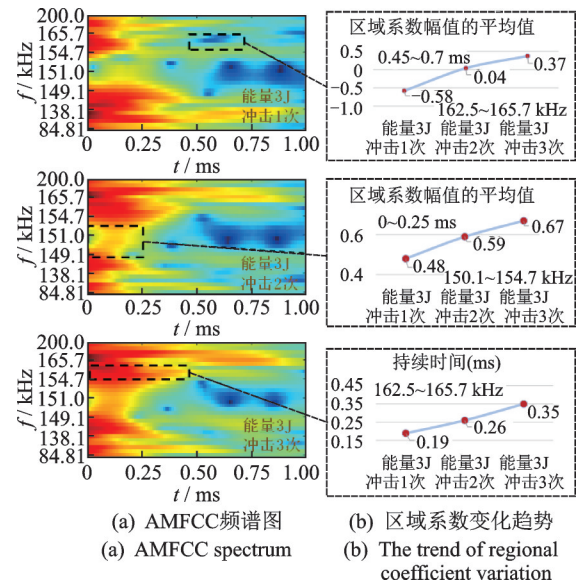 f / kHz
200.0
165.7
154.7
151.0
149.1
138.1
84.81
能量3J
冲击1次
0
0.25
0.50
0.75
1.00
t / ms
区域系数幅值的平均值
0.5
0
−0.5
−1.0
0.45~0.7 ms
−0.58
0.04
0.37
162.5~165.7 kHz
能量3J 能量3J 能量3J
冲击1次 冲击2次 冲击3次
f / kHz
200.0
165.7
154.7
151.0
149.1
138.1
84.81
能量3J
冲击2次
0
0.25
0.50
0.75
1.00
t / ms
区域系数幅值的平均值
0.6
0.4
0~0.25 ms
0.48
0.59
0.67
150.1~154.7 kHz
能量3J 能量3J 能量3J
冲击1次 冲击2次 冲击3次
f / kHz
200.0
165.7
154.7
151.0
149.1
138.1
84.81
能量3J
冲击3次
0
0.25
0.50
0.75
1.00
t / ms
持续时间(ms)
0.45
0.35
0.25
0.15
162.5~165.7 kHz
0.19
0.26
0.35
能量3J 能量3J 能量3J
冲击1次 冲击2次 冲击3次
(a) AMFCC频谱图
(a) AMFCC spectrum
(b) 区域系数变化趋势
(b) The trend of regional
coefficient variation